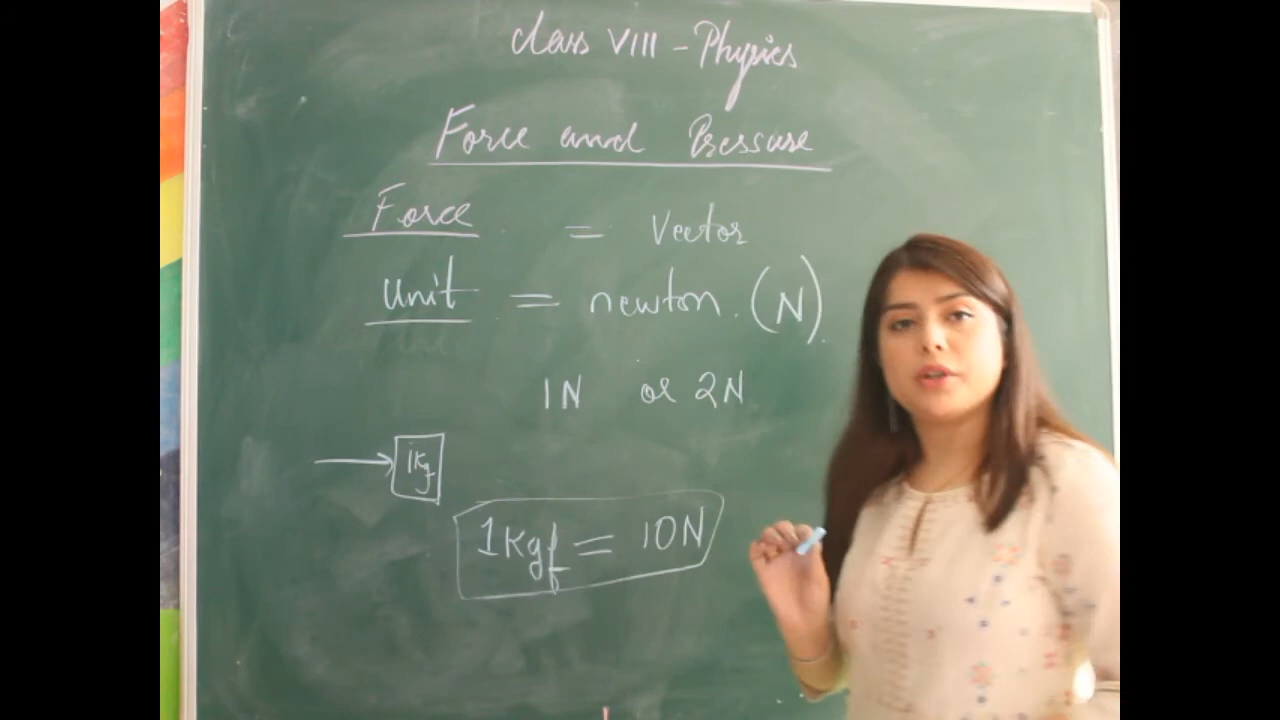 Class VIII - Physics
Force and Pressure
Force = Vector
Unit = newton. (N).
1N or 2N
1Kg
1Kgf = 10N